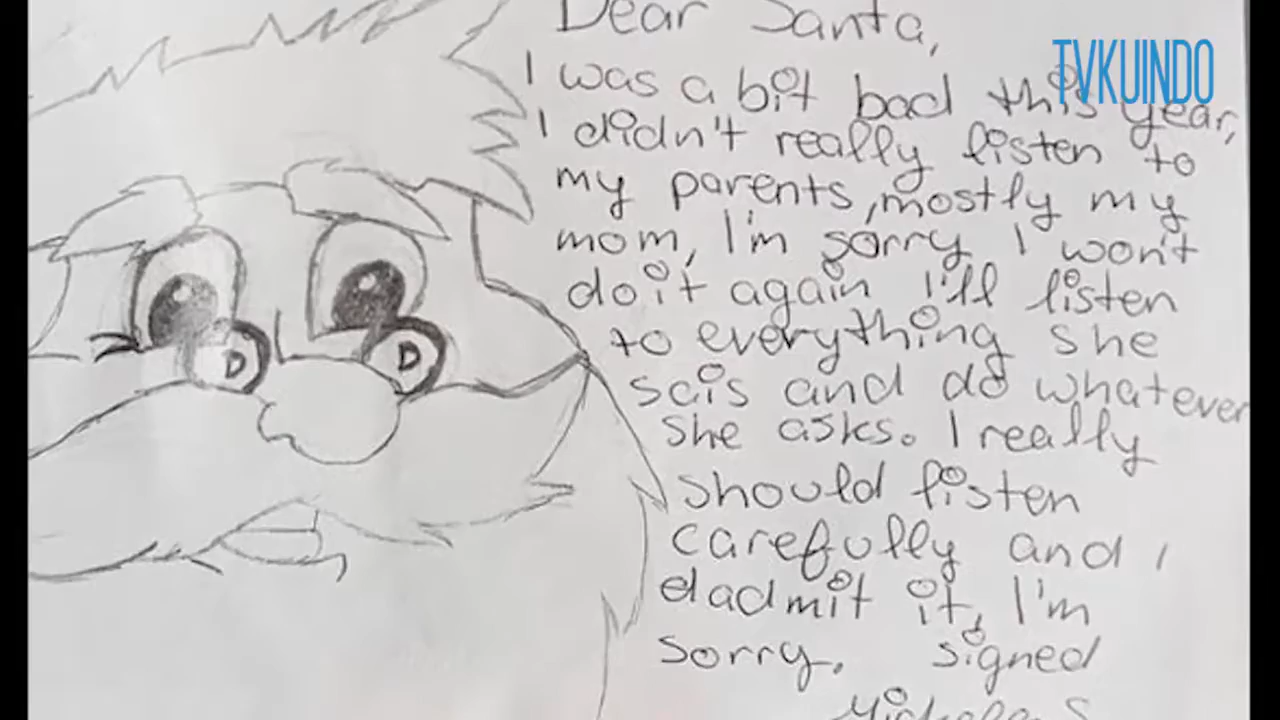 Dear Santa,
TVKUINDO
I was a bit bad this year,
I didn't really listen to
my parents, mostly my
mom, I'm sorry I won't
do it again I'll listen
to everything she
sais and do whatever
she asks. I really
should listen
carefully and I
admit it, I'm
sorry. signed